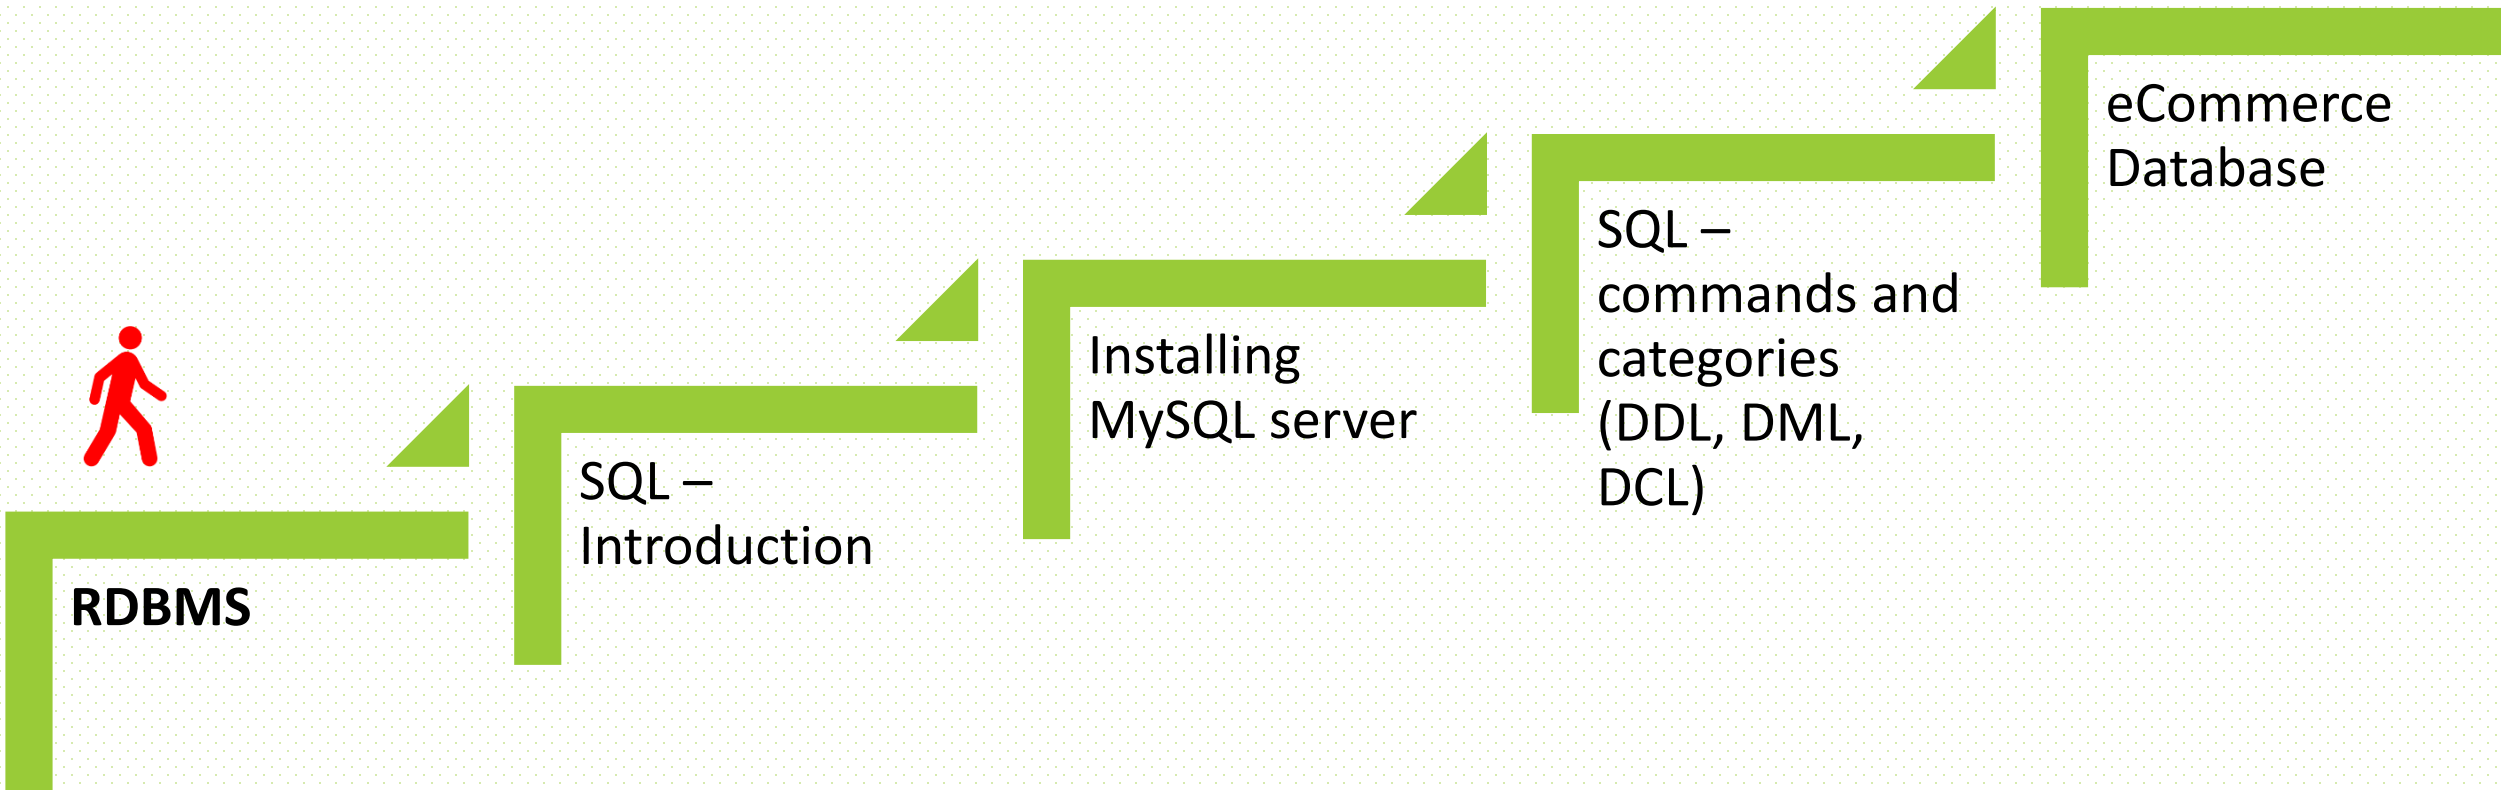 RDBMS
SQL –
Introduction
Installing
MySQL server
SQL –
commands and
categories
(DDL, DML,
DCL)
eCommerce
Database